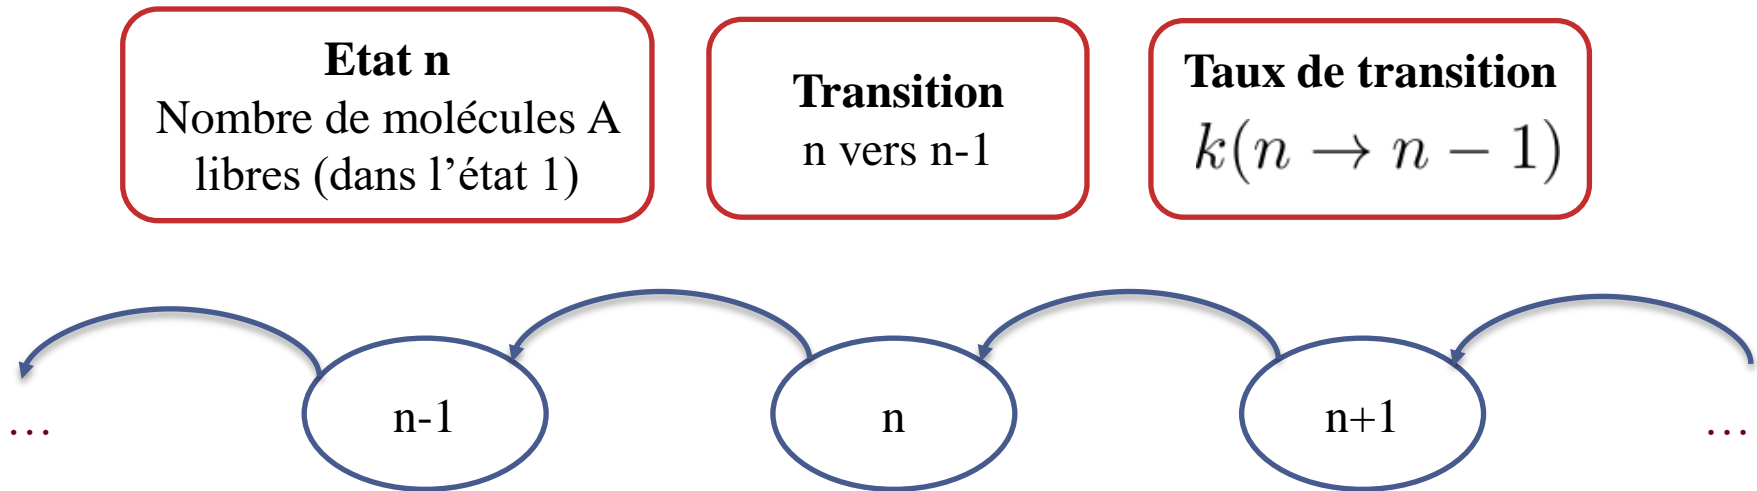 Etat n
Nombre de molécules A
libres (dans l’état 1)
Transition
n vers n-1
Taux de transition
k(n → n − 1)
… n-1 n n+1 …